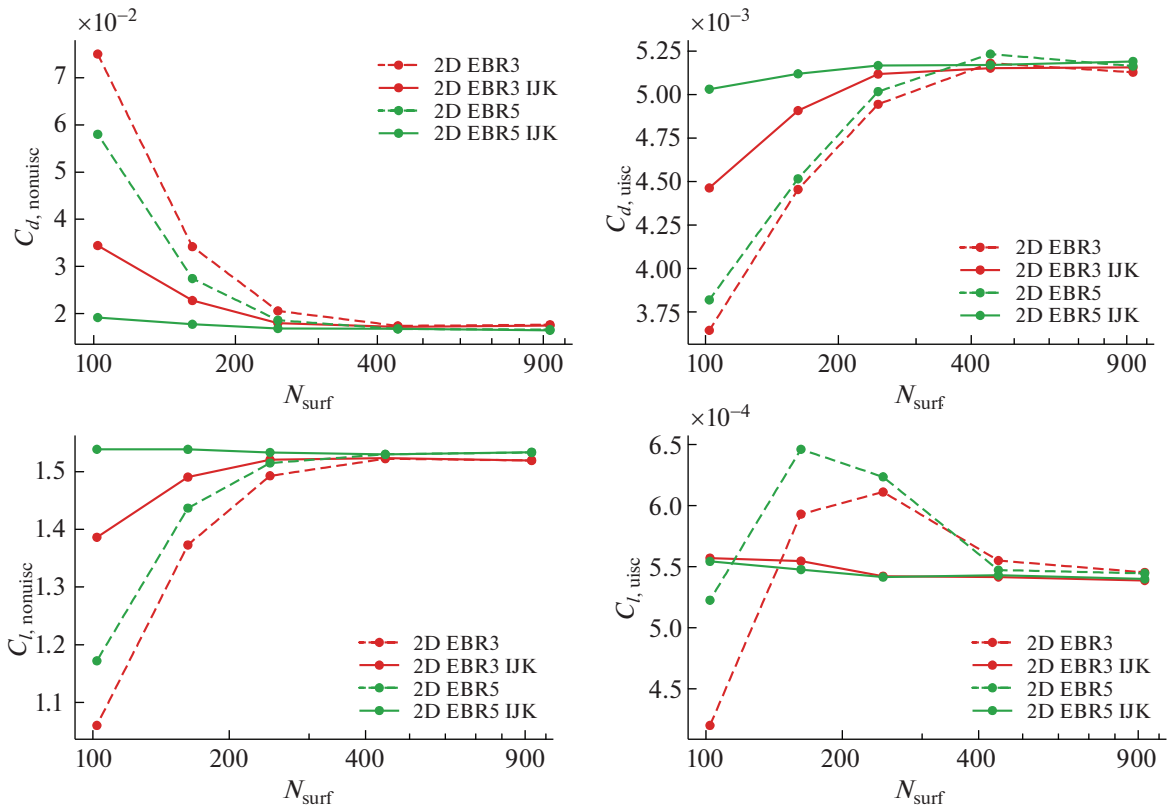 ×10⁻²
7
6
5
4
3
2
C_d, nonuisc
100
200
400
900
N_surf
2D EBR3
2D EBR3 IJK
2D EBR5
2D EBR5 IJK
×10⁻³
5.25
5.00
4.75
4.50
4.25
4.00
3.75
C_d, uisc
100
200
400
900
N_surf
2D EBR3
2D EBR3 IJK
2D EBR5
2D EBR5 IJK
1.5
1.4
1.3
1.2
1.1
C_l, nonuisc
100
200
400
900
N_surf
2D EBR3
2D EBR3 IJK
2D EBR5
2D EBR5 IJK
×10⁻⁴
6.5
6.0
5.5
5.0
4.5
C_l, uisc
100
200
400
900
N_surf
2D EBR3
2D EBR3 IJK
2D EBR5
2D EBR5 IJK